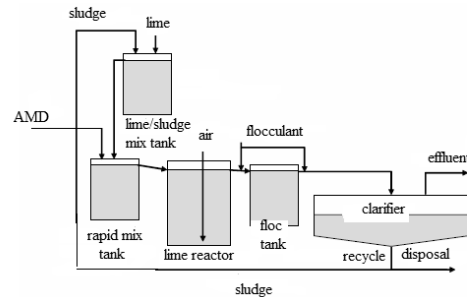 sludge
lime
lime/sludge
mix tank
AMD
air
flocculant
effluent
clarifier
rapid mix
tank
lime reactor
floc
tank
recycle
disposal
sludge